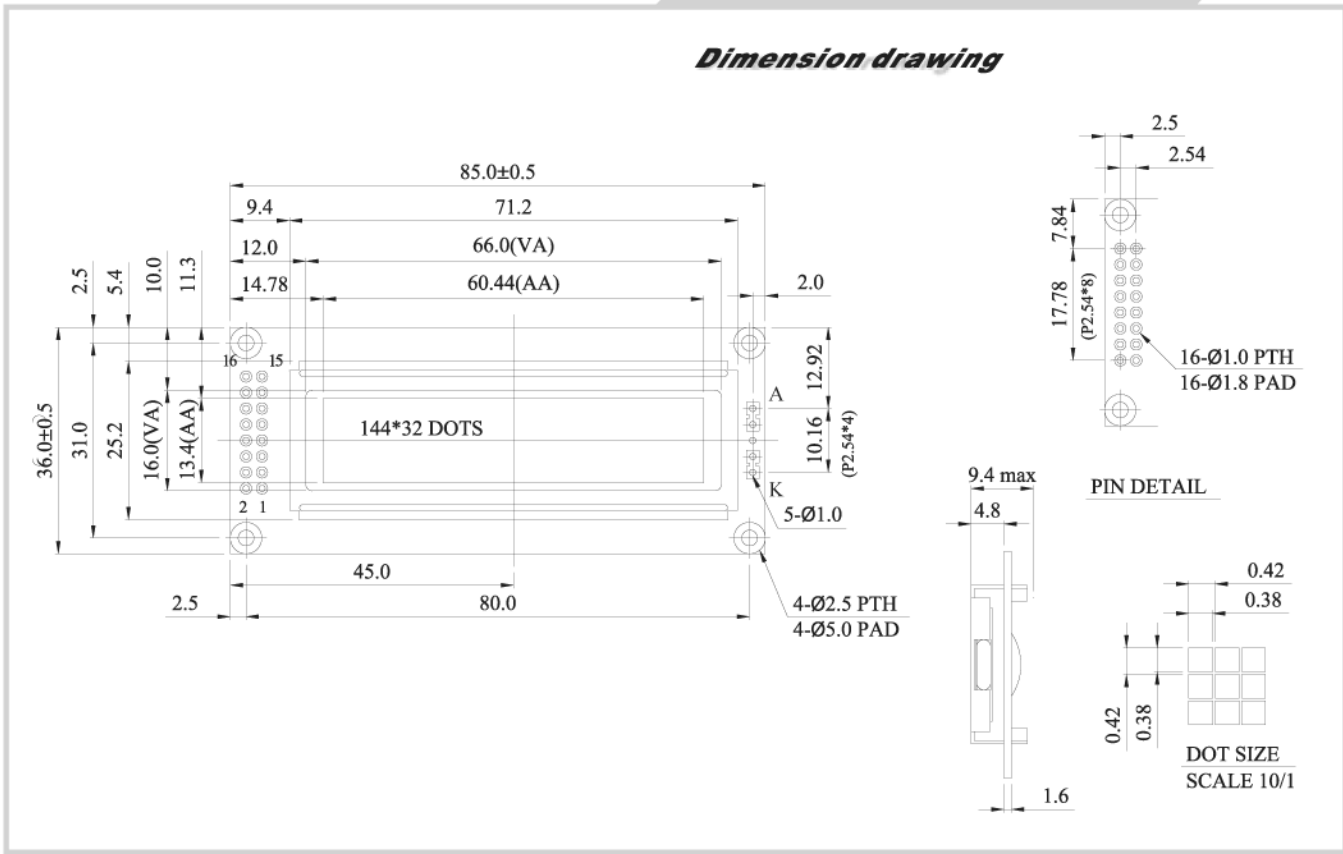 Dimension drawing
85.0±0.5
9.4
71.2
12.0
66.0(VA)
14.78
60.44(AA)
2.0
2.5
5.4
10.0
11.3
36.0±0.5
31.0
25.2
16.0(VA)
13.4(AA)
16
15
2
1
144*32 DOTS
A
K
12.92
10.16
(P2.54*4)
5-Ø1.0
45.0
2.5
80.0
4-Ø2.5 PTH
4-Ø5.0 PAD
2.5
2.54
7.84
17.78
(P2.54*8)
16-Ø1.0 PTH
16-Ø1.8 PAD
PIN DETAIL
9.4 max
4.8
1.6
0.42
0.38
0.42
0.38
DOT SIZE
SCALE 10/1